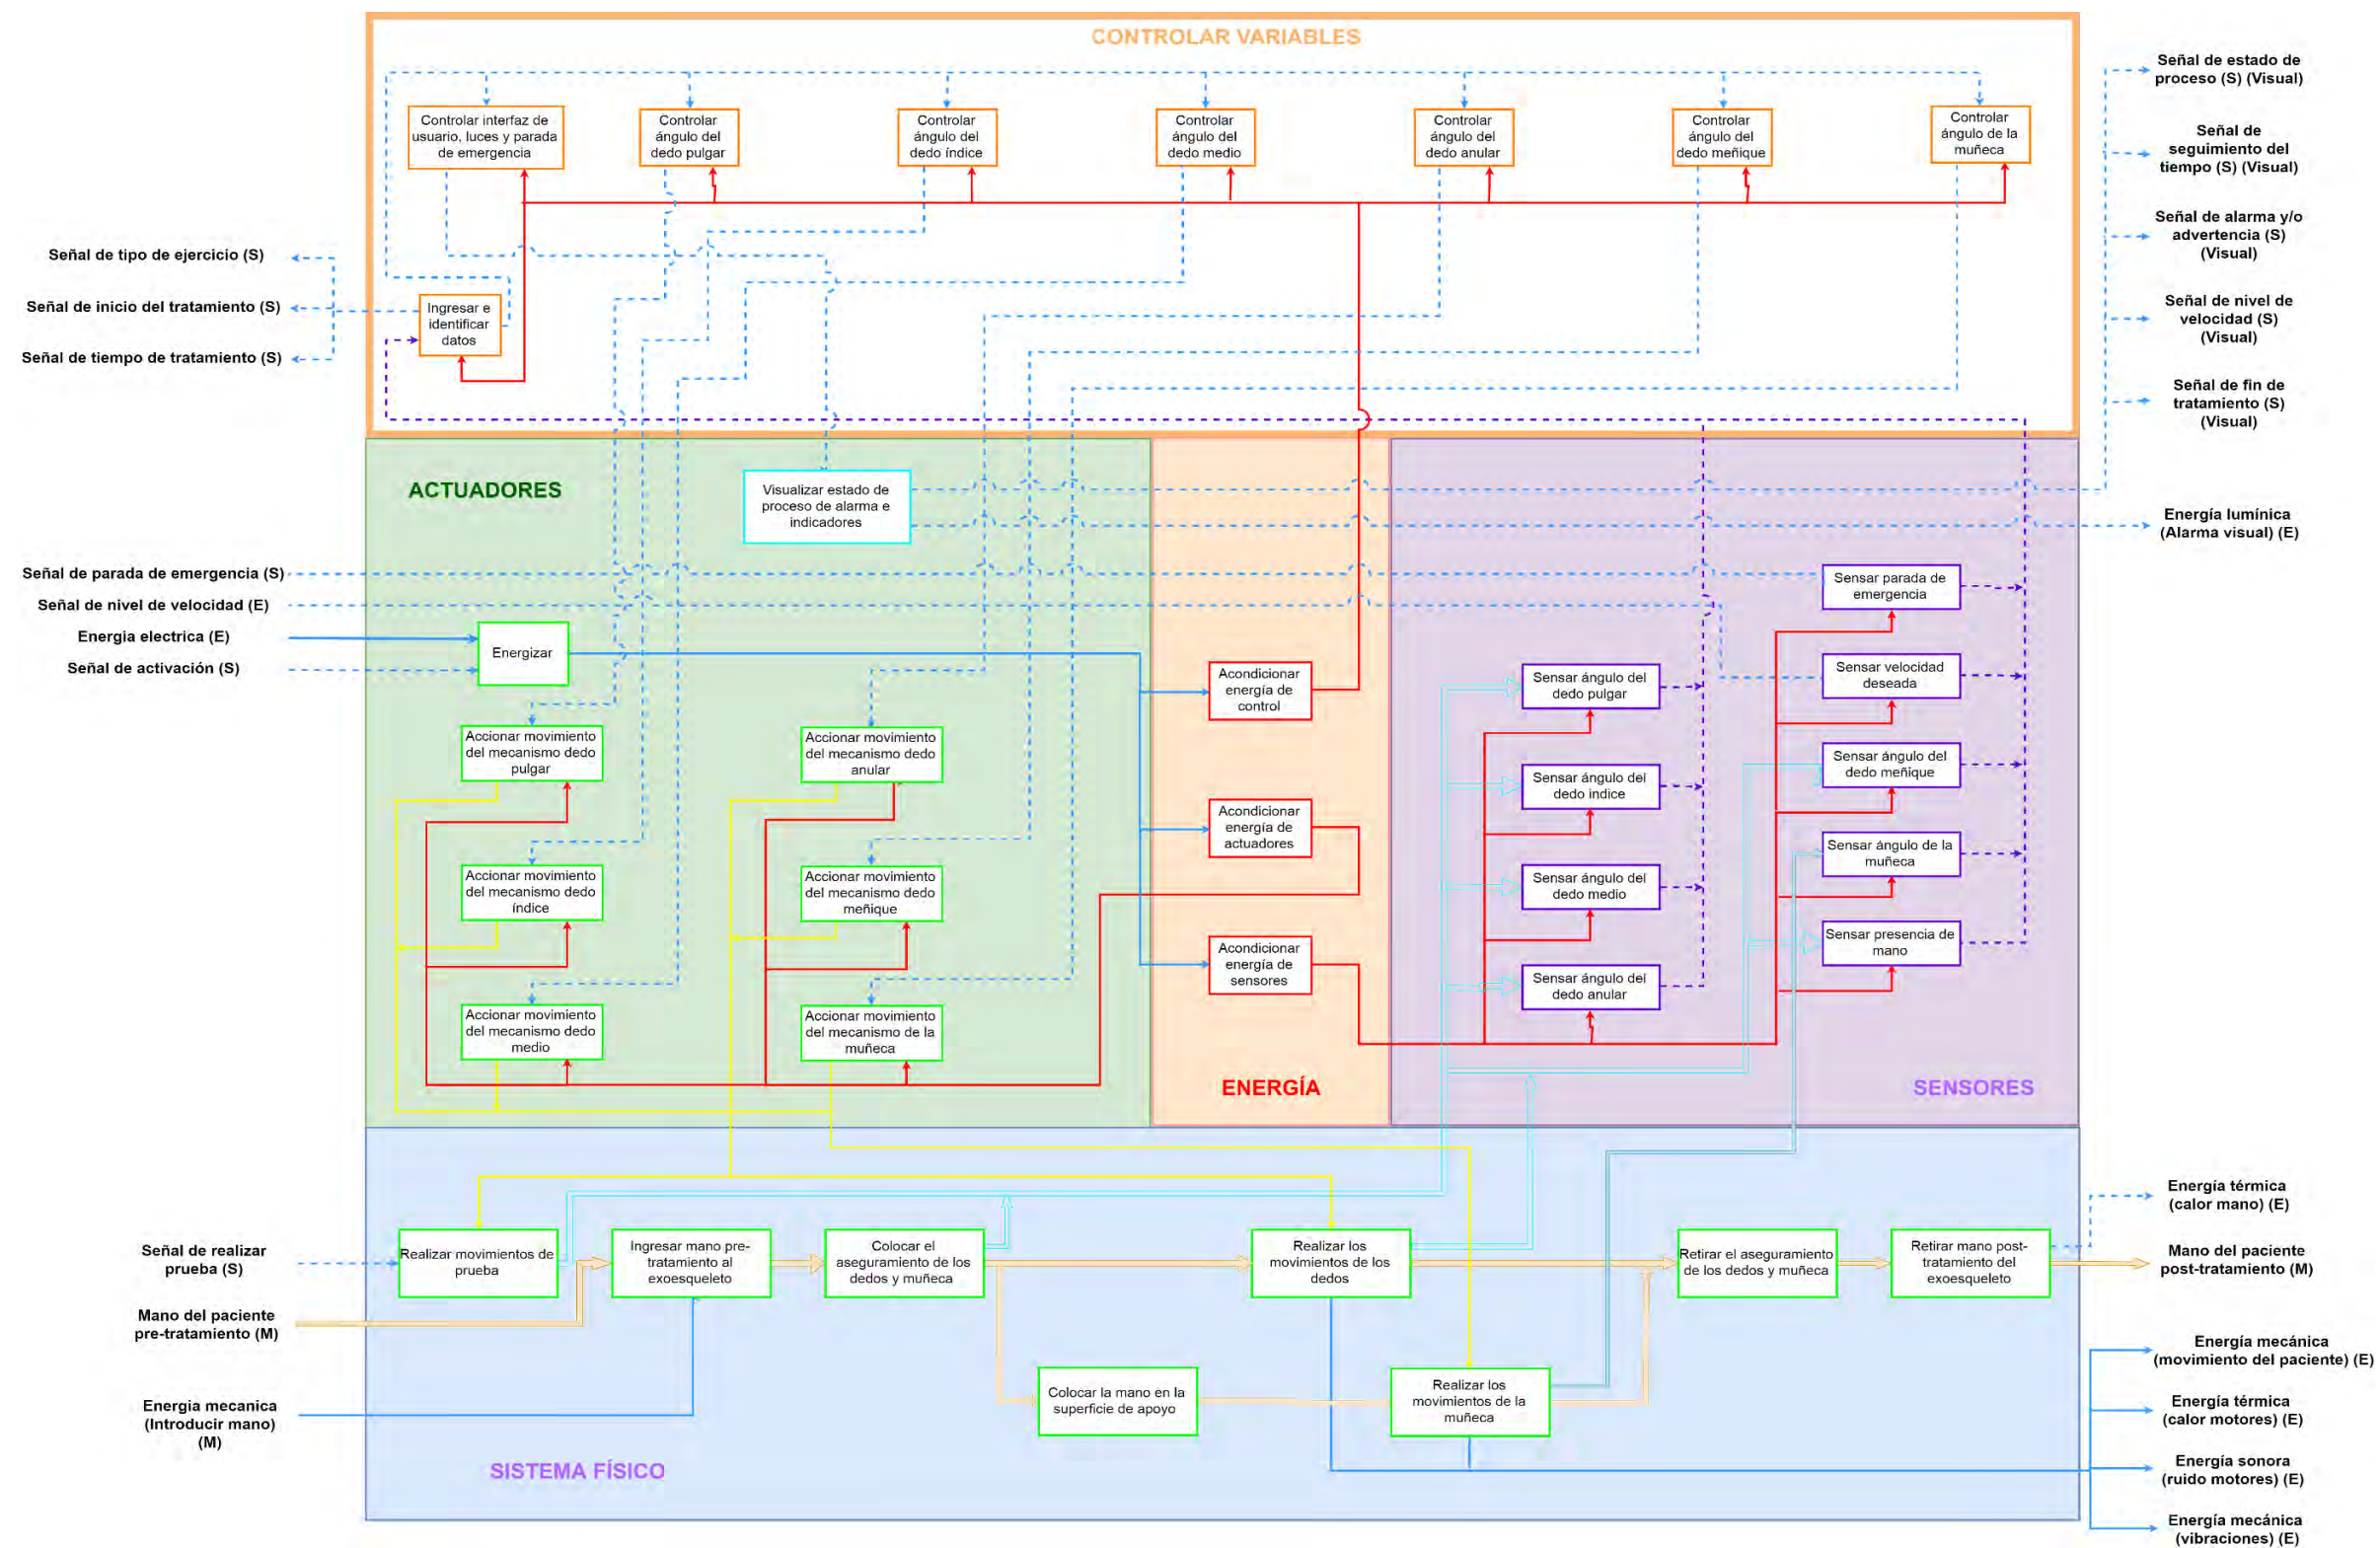 CONTROLAR VARIABLES
Controlar interfaz de
usuario, luces y parada
de emergencia
Controlar
ángulo del
dedo pulgar
Controlar
ángulo del
dedo índice
Controlar
ángulo del
dedo medio
Controlar
ángulo del
dedo anular
Controlar
ángulo del
dedo meñique
Controlar
ángulo de la
muñeca
Ingresar e
identificar
datos
Señal de tipo de ejercicio (S)
Señal de inicio del tratamiento (S)
Señal de tiempo de tratamiento (S)
Señal de estado de
proceso (S) (Visual)
Señal de
seguimiento del
tiempo (S) (Visual)
Señal de alarma y/o
advertencia (S)
(Visual)
Señal de nivel de
velocidad (S)
(Visual)
Señal de fin de
tratamiento (S)
(Visual)
Energía lumínica
(Alarma visual) (E)
ACTUADORES
Visualizar estado de
proceso de alarma e
indicadores
Señal de parada de emergencia (S)
Señal de nivel de velocidad (E)
Energia electrica (E)
Señal de activación (S)
Energizar
Accionar movimiento
del mecanismo dedo
pulgar
Accionar movimiento
del mecanismo dedo
índice
Accionar movimiento
del mecanismo dedo
medio
Accionar movimiento
del mecanismo dedo
anular
Accionar movimiento
del mecanismo dedo
meñique
Accionar movimiento
del mecanismo de la
muñeca
Acondicionar
energía de
control
Acondicionar
energía de
actuadores
Acondicionar
energía de
sensores
ENERGÍA
Sensar ángulo del
dedo pulgar
Sensar ángulo del
dedo indice
Sensar ángulo del
dedo medio
Sensar ángulo del
dedo anular
Sensar parada de
emergencia
Sensar velocidad
deseada
Sensar ángulo del
dedo meñique
Sensar ángulo de la
muñeca
Sensar presencia de
mano
SENSORES
Señal de realizar
prueba (S)
Mano del paciente
pre-tratamiento (M)
Energia mecanica
(Introducir mano)
(M)
Realizar movimientos de
prueba
Ingresar mano pre-
tratamiento al
exoesqueleto
Colocar el
aseguramiento de los
dedos y muñeca
Realizar los
movimientos de los
dedos
Retirar el aseguramiento
de los dedos y muñeca
Retirar mano post-
tratamiento del
exoesqueleto
Colocar la mano en la
superficie de apoyo
Realizar los
movimientos de la
muñeca
SISTEMA FÍSICO
Energía térmica
(calor mano) (E)
Mano del paciente
post-tratamiento (M)
Energía mecánica
(movimiento del paciente) (E)
Energía térmica
(calor motores) (E)
Energía sonora
(ruido motores) (E)
Energía mecánica
(vibraciones) (E)